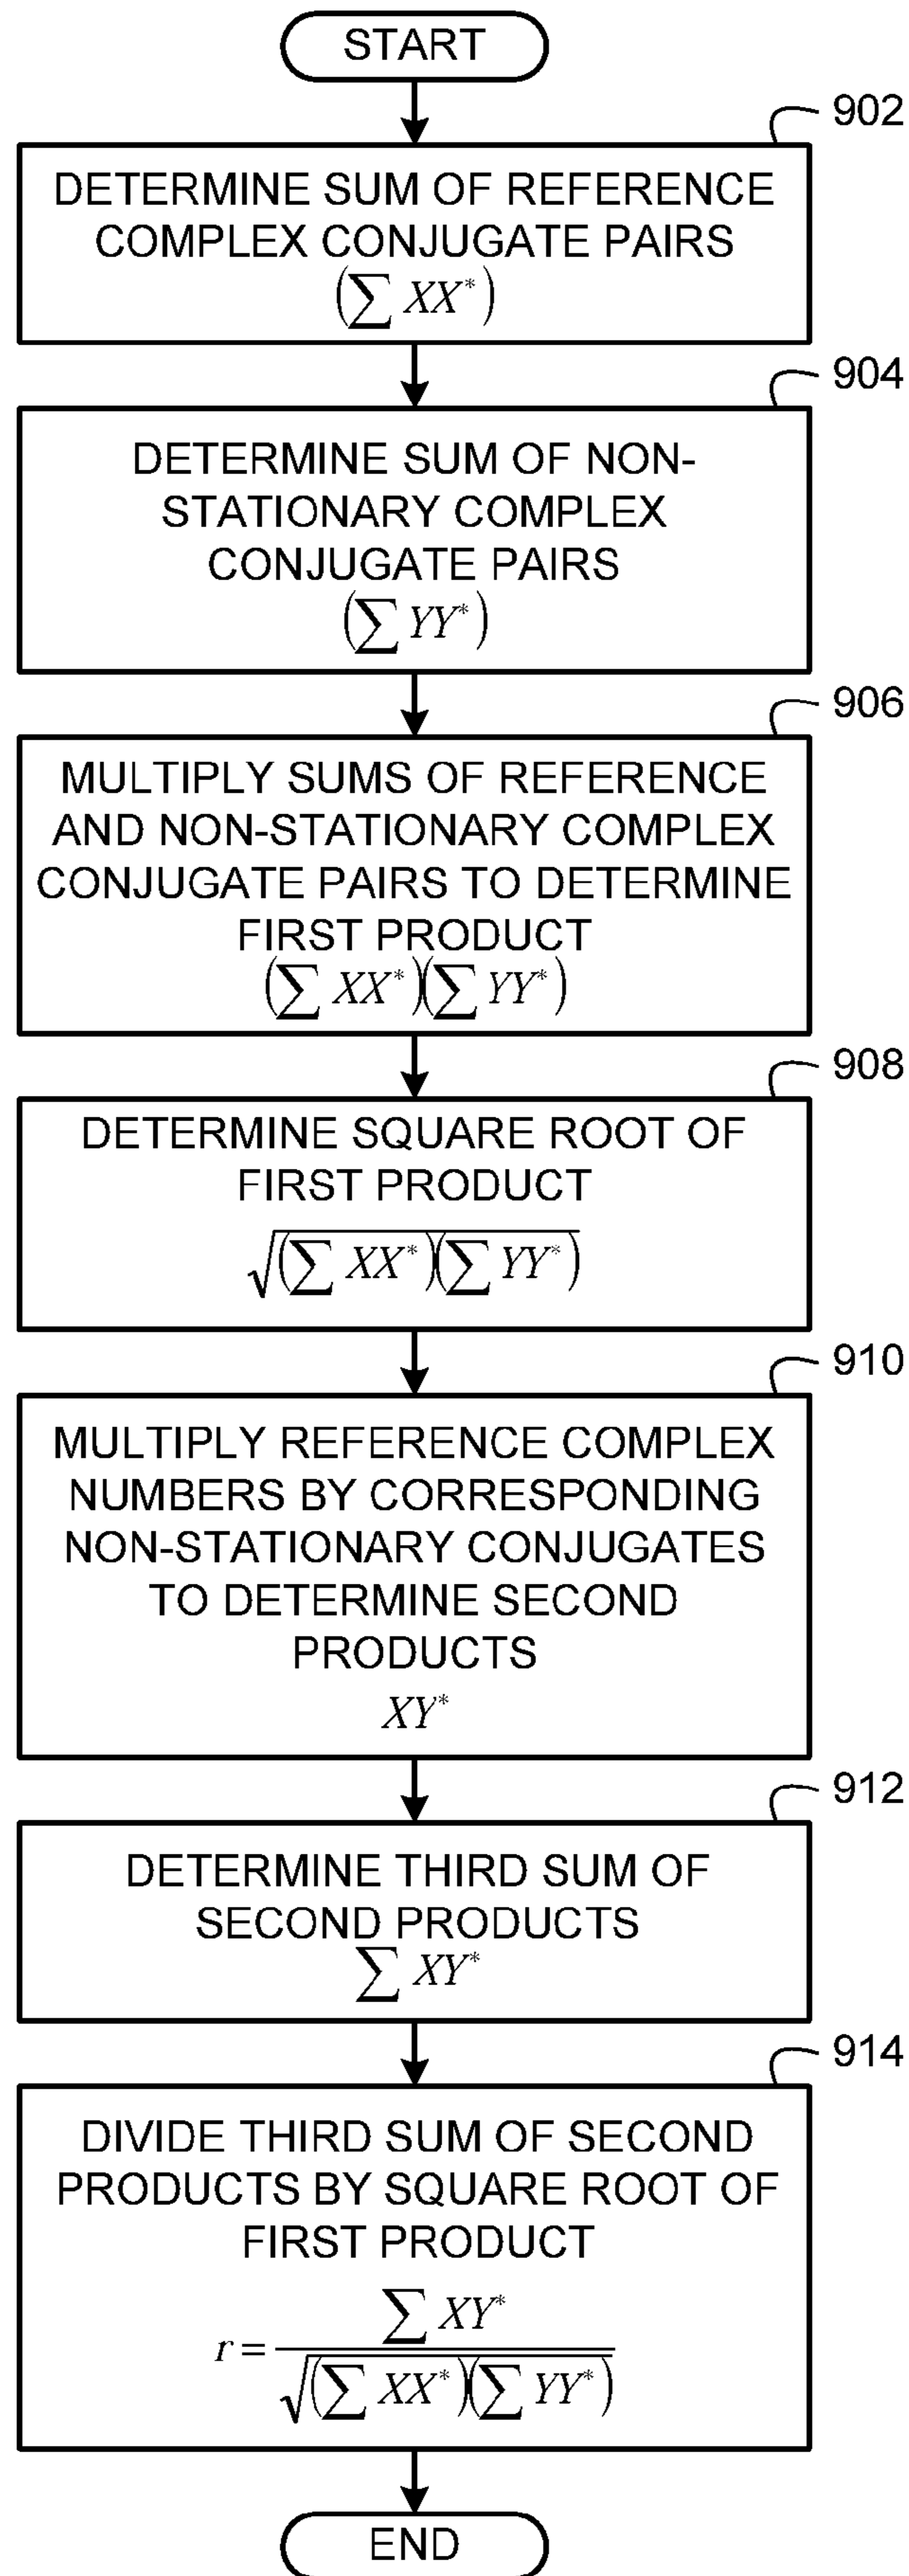 START
902
DETERMINE SUM OF REFERENCE
COMPLEX CONJUGATE PAIRS
(∑ XX*)
904
DETERMINE SUM OF NON-
STATIONARY COMPLEX
CONJUGATE PAIRS
(∑ YY*)
906
MULTIPLY SUMS OF REFERENCE
AND NON-STATIONARY COMPLEX
CONJUGATE PAIRS TO DETERMINE
FIRST PRODUCT
(∑ XX*)(∑ YY*)
908
DETERMINE SQUARE ROOT OF
FIRST PRODUCT
√(∑ XX*)(∑ YY*)
910
MULTIPLY REFERENCE COMPLEX
NUMBERS BY CORRESPONDING
NON-STATIONARY CONJUGATES
TO DETERMINE SECOND
PRODUCTS
XY*
912
DETERMINE THIRD SUM OF
SECOND PRODUCTS
∑ XY*
914
DIVIDE THIRD SUM OF SECOND
PRODUCTS BY SQUARE ROOT OF
FIRST PRODUCT
∑ XY*
r =
√(∑ XX*)(∑ YY*)
END